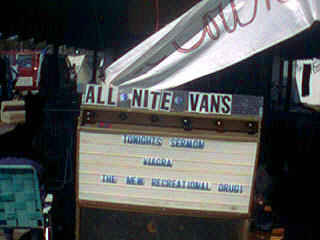 ALL NITE VANS
TONIGHTS SERMON
VIAGRA
THE NEW RECREATIONAL DRUG!